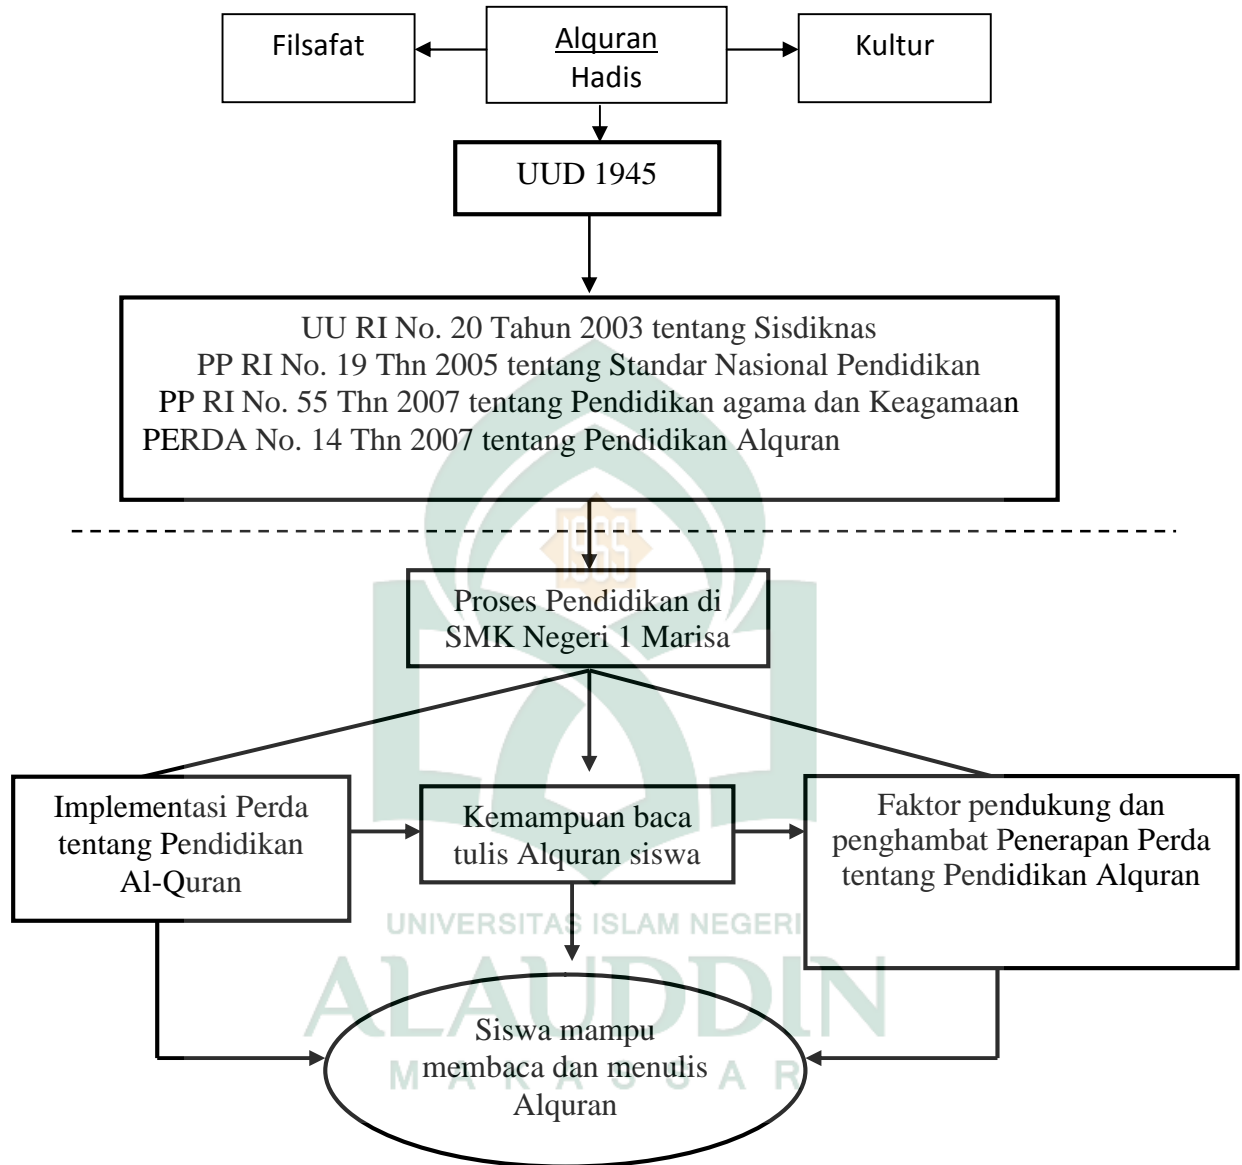 Filsafat
Alquran
Hadis
Kultur
UUD 1945
UU RI No. 20 Tahun 2003 tentang Sisdiknas
PP RI No. 19 Thn 2005 tentang Standar Nasional Pendidikan
PP RI No. 55 Thn 2007 tentang Pendidikan agama dan Keagamaan
PERDA No. 14 Thn 2007 tentang Pendidikan Alquran
1965
Proses Pendidikan di
SMK Negeri 1 Marisa
Implementasi Perda
tentang Pendidikan
Al-Quran
Kemampuan baca
tulis Alquran siswa
Faktor pendukung dan
penghambat Penerapan Perda
tentang Pendidikan Alquran
UNIVERSITAS ISLAM NEGERI
ALAUDDIN
MAKASSAR
Siswa mampu
membaca dan menulis
Alquran